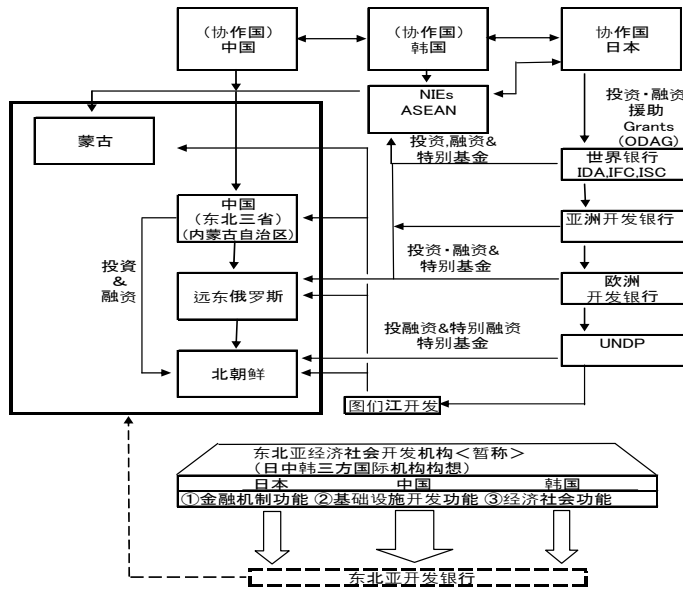 （协作国）
中国
（协作国）
韩国
协作国
日本
NIEs
ASEAN
投资・融资
援助
Grants
(ODAG)
蒙古
投资,融资&
特别基金
世界银行
IDA,IFC,ISC
中国
（东北三省）
(内蒙古自治区）
亚洲开发银行
投資
&
融资
投资・融资&
特别基金
远东俄罗斯
欧洲
开发银行
投融资&特别融资
特别基金
UNDP
北朝鲜
图们江开发
东北亚经济社会开发机构＜暂称＞
（日中韩三方国际机构构想）
日本 中国 韩国
①金融机制功能 ②基础设施开发功能 ③经济社会功能
东北亚开发银行